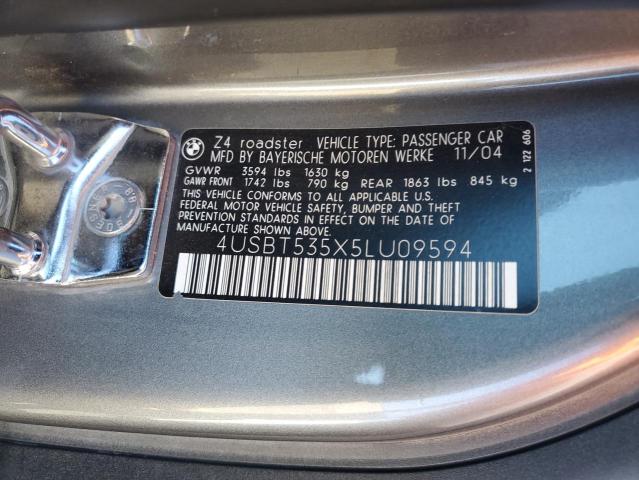 Z4 roadster VEHICLE TYPE: PASSENGER CAR
MFD BY BAYERISCHE MOTOREN WERKE 11/04
GVWR 3594 lbs 1630 kg
GAWR FRONT 1742 lbs 790 kg REAR 1863 lbs 845 kg
THIS VEHICLE CONFORMS TO ALL APPLICABLE U.S.
FEDERAL MOTOR VEHICLE SAFETY, BUMPER AND THEFT
PREVENTION STANDARDS IN EFFECT ON THE DATE OF
MANUFACTURE SHOWN ABOVE.
4USBT535X5LU09594
2 122 606